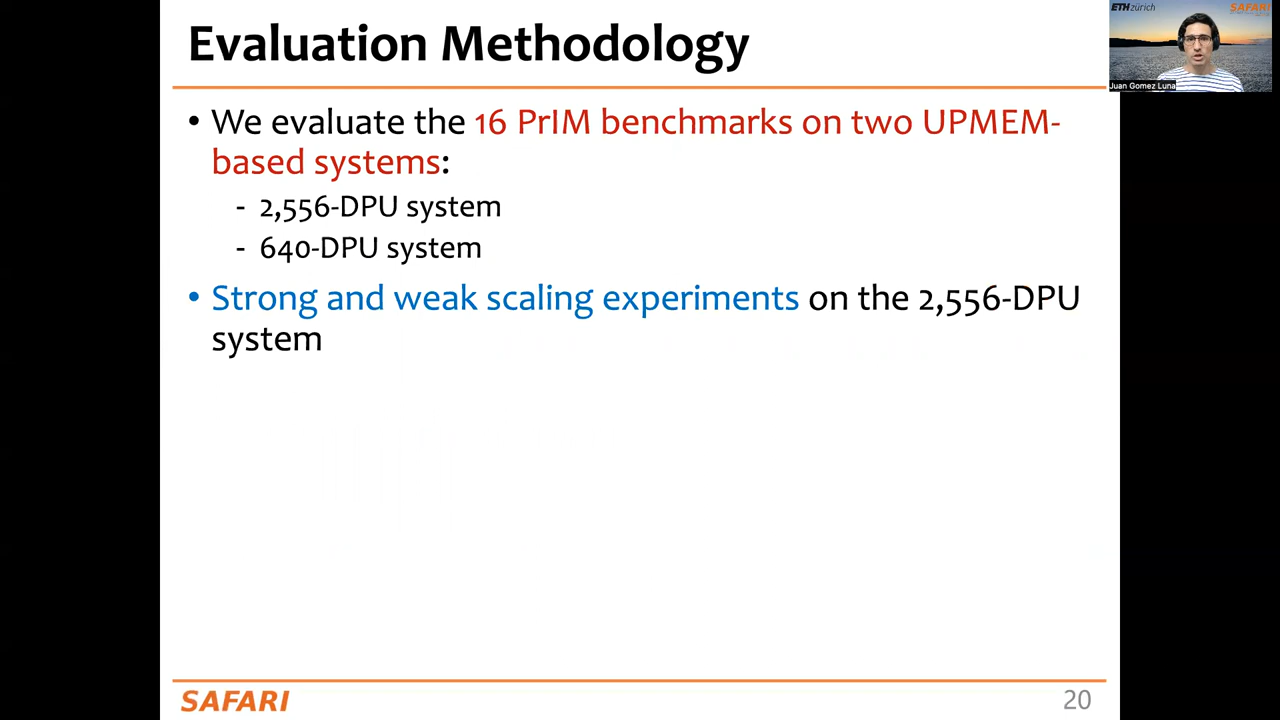 Evaluation Methodology
ETH zürich
SAFARI
Juan Gomez Luna
• We evaluate the 16 PrIM benchmarks on two UPMEM-
based systems:
- 2,556-DPU system
- 640-DPU system
• Strong and weak scaling experiments on the 2,556-DPU
system
SAFARI
20